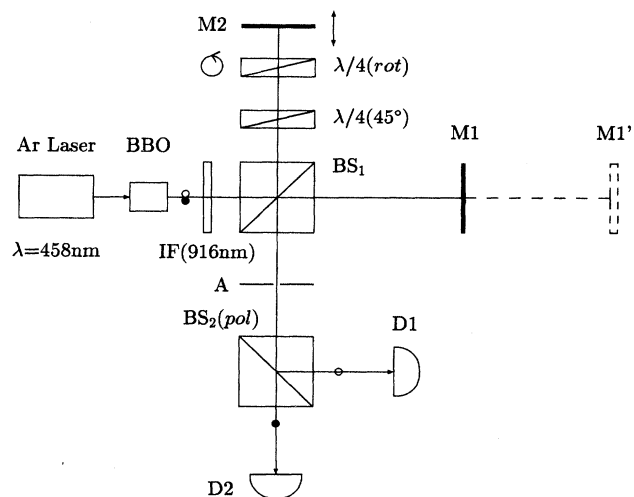 M2
λ/4(rot)
λ/4(45°)
M1
M1'
Ar Laser
BBO
BS₁
λ=458nm
IF(916nm)
A
BS₂(pol)
D1
D2